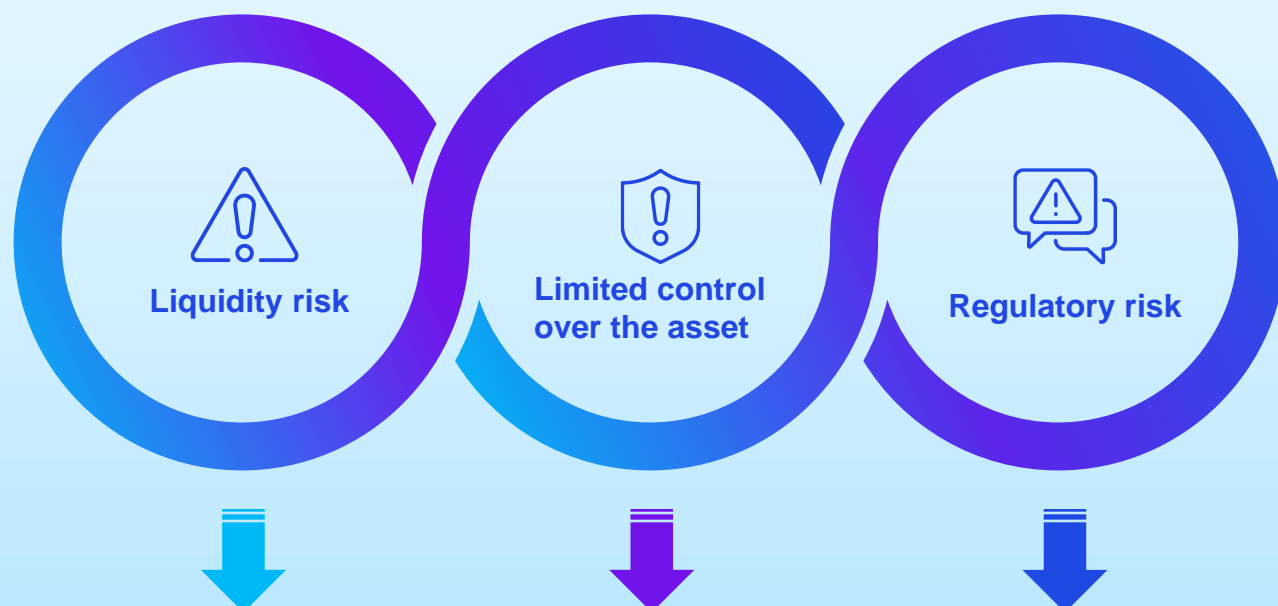 Liquidity risk
Limited control
over the asset
Regulatory risk